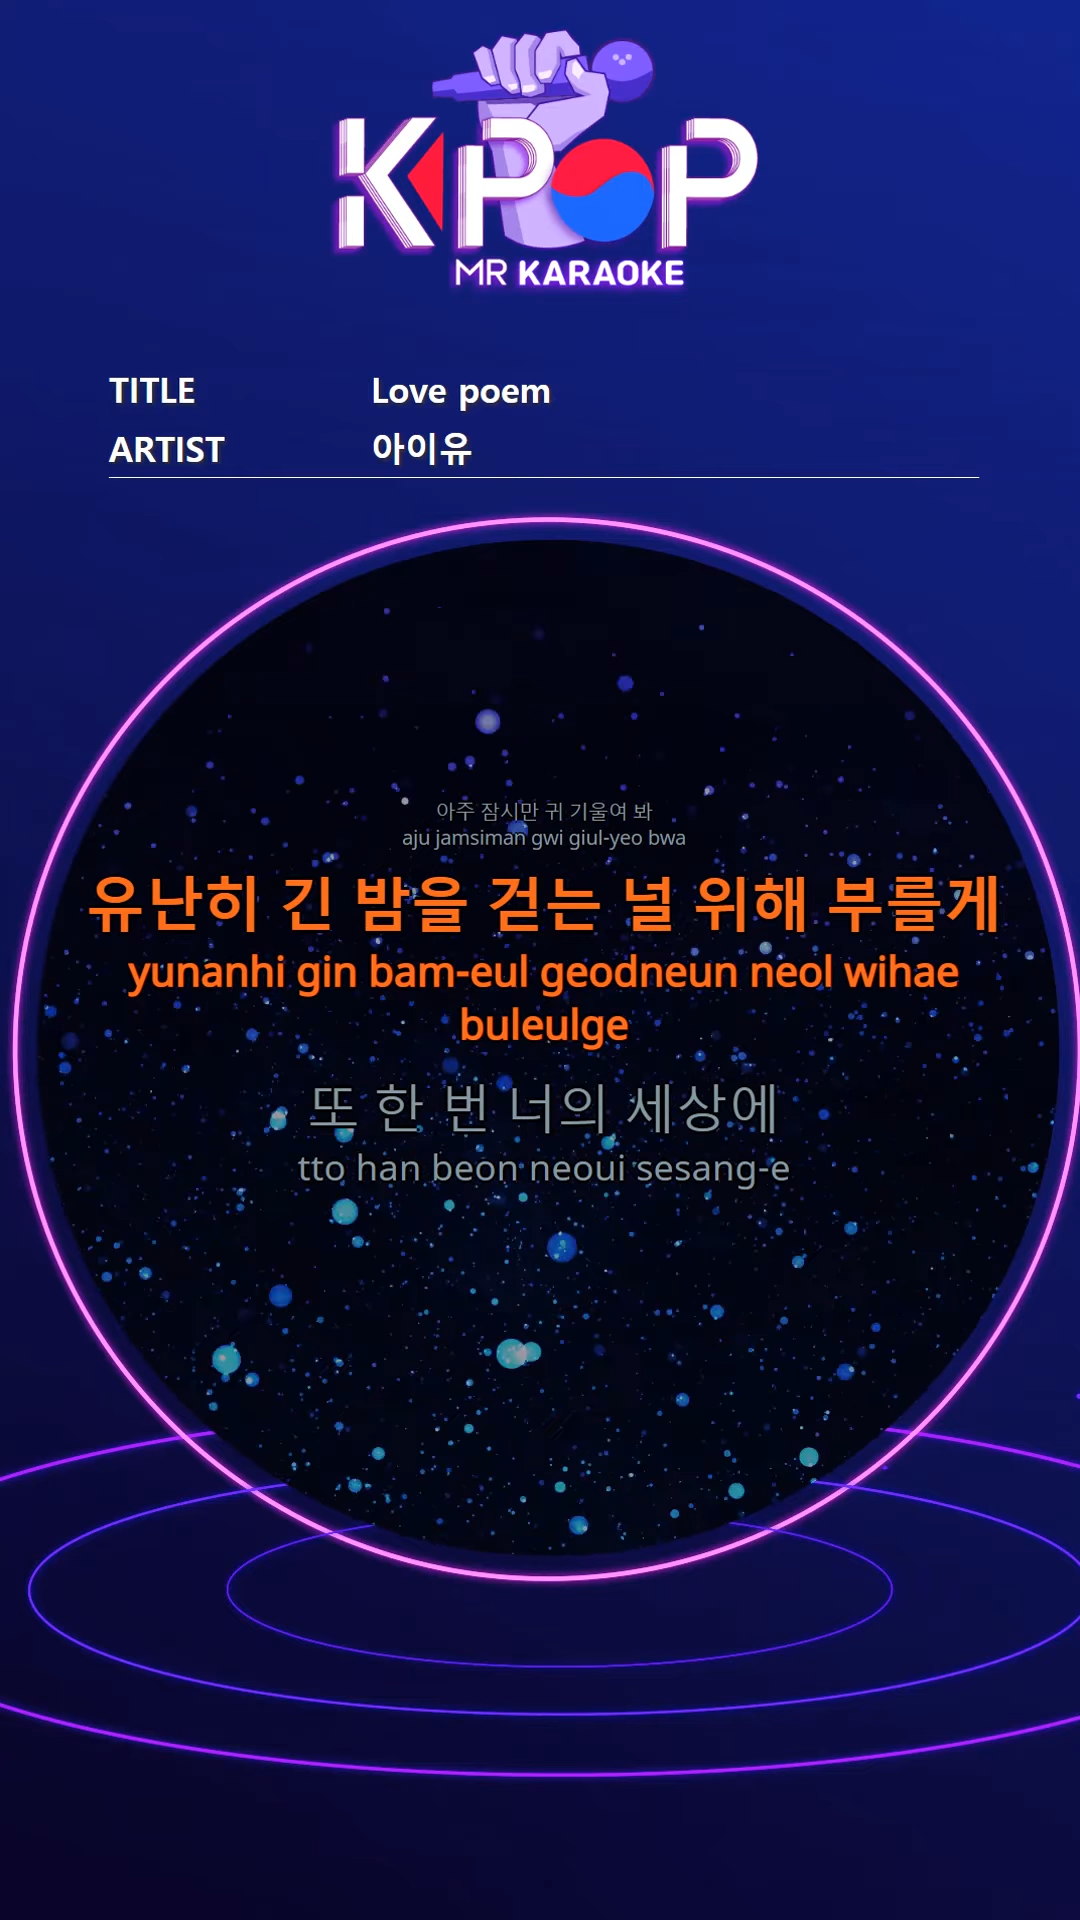 KPOP
MR KARAOKE
TITLE Love poem
ARTIST 아이유
아주 잠시만 귀 기울여 봐
aju jamsiman gwi giul-yeo bwa
유난히 긴 밤을 걷는 널 위해 부를게
yunanhi gin bam-eul geodneun neol wihae
buleulge
또 한 번 너의 세상에
tto han beon neoui sesang-e